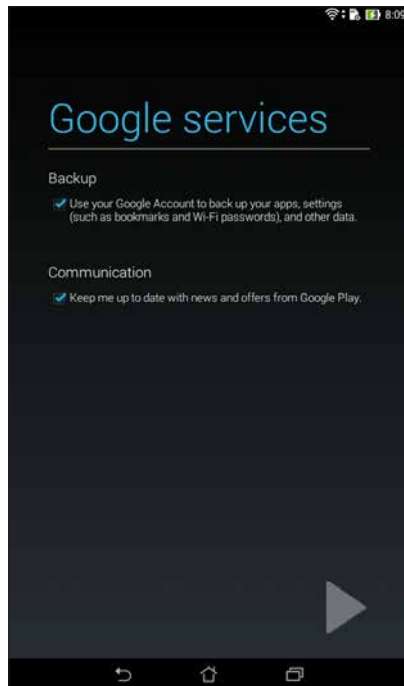 8:09
Google services
Backup
Use your Google Account to back up your apps, settings
(such as bookmarks and Wi-Fi passwords), and other data.
Communication
Keep me up to date with news and offers from Google Play.